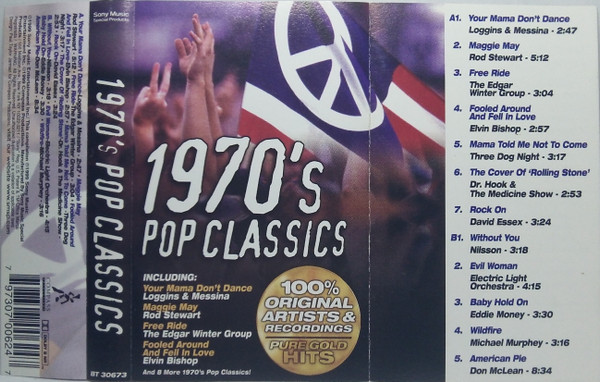 Sony Music
Special Products
1970's
POP CLASSICS
INCLUDING:
Your Mama Don't Dance
Loggins & Messina
Maggie May
Rod Stewart
Free Ride
The Edgar Winter Group
Fooled Around
And Fell In Love
Elvin Bishop
And 8 More 1970's Pop Classics!
100%
ORIGINAL
ARTISTS &
RECORDINGS
PURE GOLD
HITS
1970's POP CLASSICS
BT 30673
7 97307 00624 7
A1. Your Mama Don't Dance
Loggins & Messina - 2:47
2. Maggie May
Rod Stewart - 5:12
3. Free Ride
The Edgar
Winter Group - 3:04
4. Fooled Around
And Fell In Love
Elvin Bishop - 2:57
5. Mama Told Me Not To Come
Three Dog Night - 3:17
6. The Cover Of 'Rolling Stone'
Dr. Hook &
The Medicine Show - 2:53
7. Rock On
David Essex - 3:24
B1. Without You
Nilsson - 3:18
2. Evil Woman
Electric Light
Orchestra - 4:15
3. Baby Hold On
Eddie Money - 3:30
4. Wildfire
Michael Murphey - 3:16
5. American Pie
Don McLean - 8:34